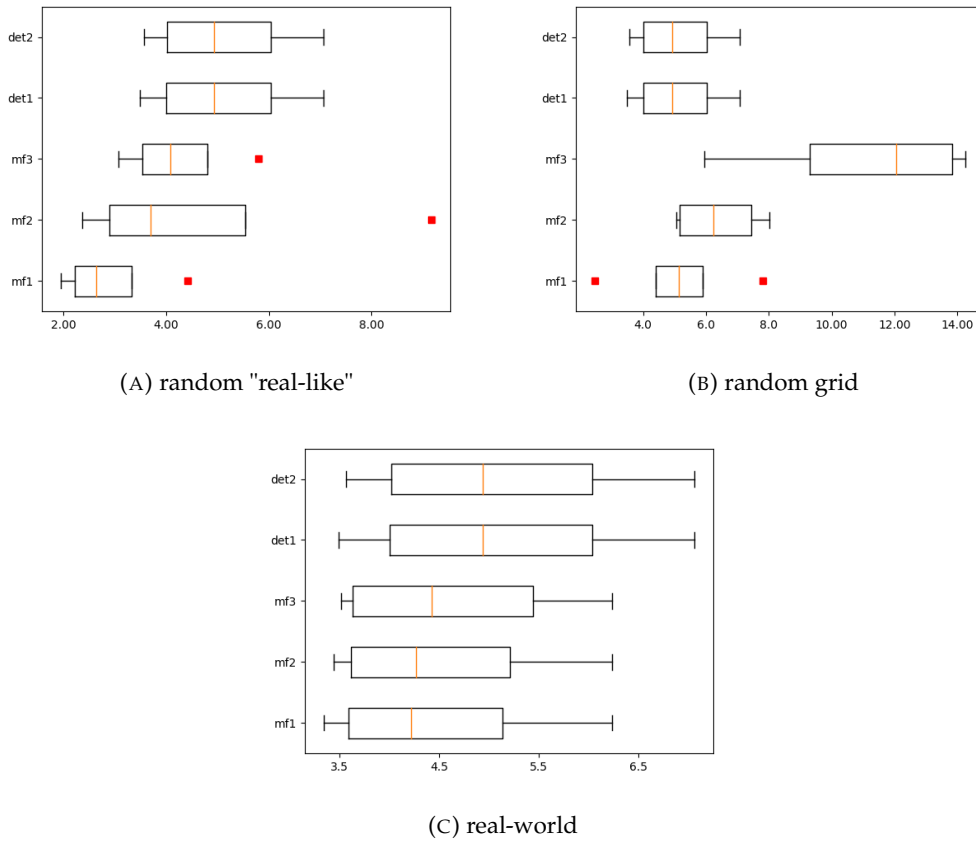 det2
det1
mf3
mf2
mf1
2.00 4.00 6.00 8.00
(A) random "real-like"
det2
det1
mf3
mf2
mf1
4.0 6.0 8.0 10.00 12.00 14.00
(B) random grid
det2
det1
mf3
mf2
mf1
3.5 4.5 5.5 6.5
(C) real-world